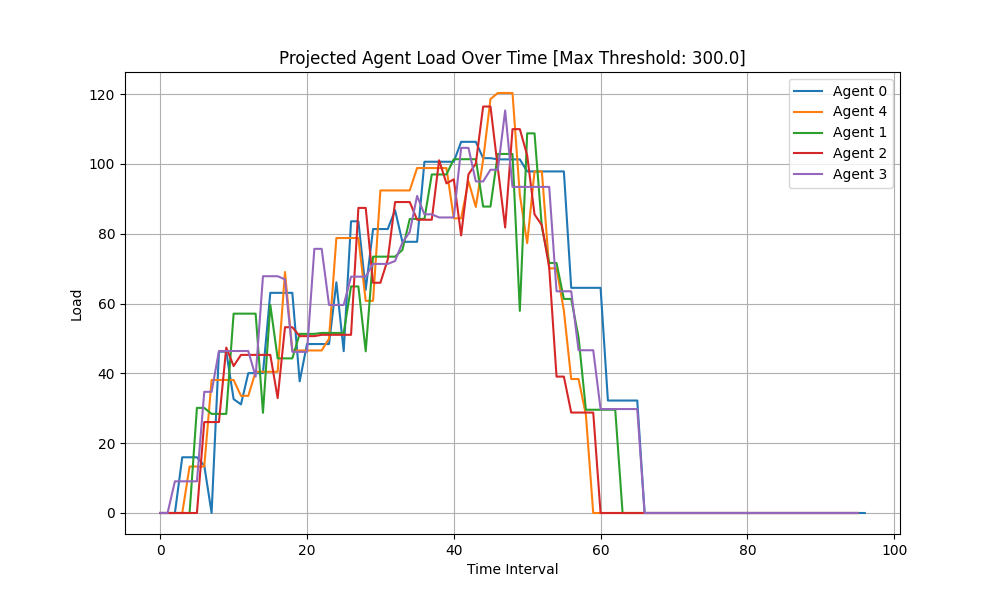 Projected Agent Load Over Time [Max Threshold: 300.0]
Load
120
100
80
60
40
20
0
Agent 0
Agent 4
Agent 1
Agent 2
Agent 3
0
20
40
60
80
100
Time Interval